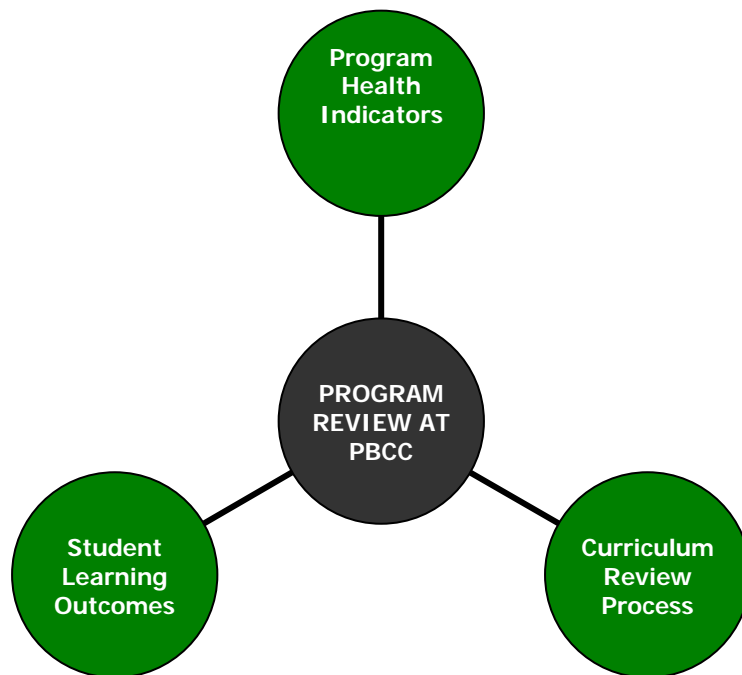 Program
Health
Indicators
PROGRAM
REVIEW AT
PBCC
Student
Learning
Outcomes
Curriculum
Review
Process